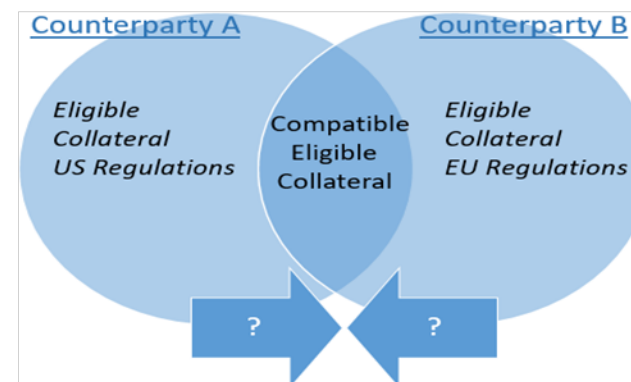 Counterparty A
Counterparty B
Eligible
Collateral
US Regulations
Compatible
Eligible
Collateral
Eligible
Collateral
EU Regulations
?
?